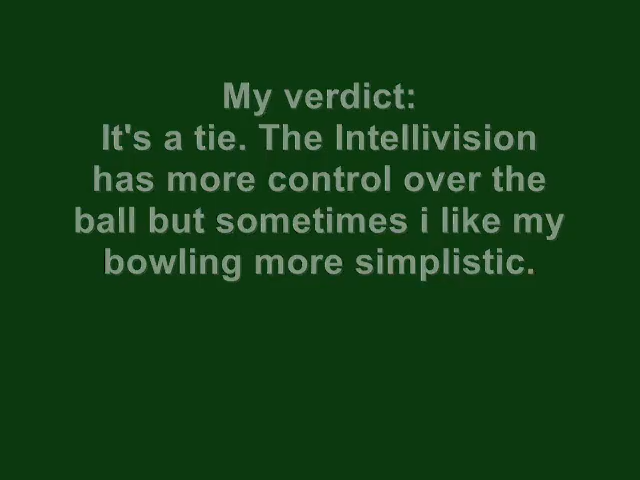 My verdict:
It's a tie. The Intellivision
has more control over the
ball but sometimes i like my
bowling more simplistic.